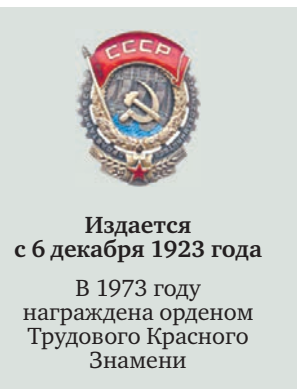 СССР
Издается
с 6 декабря 1923 года
В 1973 году
награждена орденом
Трудового Красного
Знамени